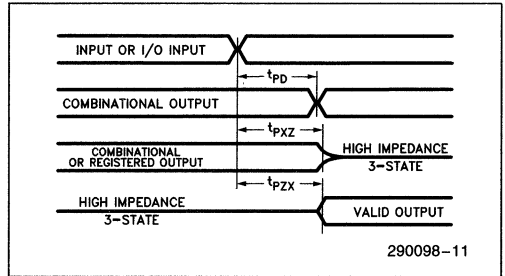 INPUT OR I/O INPUT
tPD
COMBINATIONAL OUTPUT
tPXZ
COMBINATIONAL
OR REGISTERED OUTPUT
HIGH IMPEDANCE
3-STATE
tPZX
HIGH IMPEDANCE
3-STATE
VALID OUTPUT
290098-11